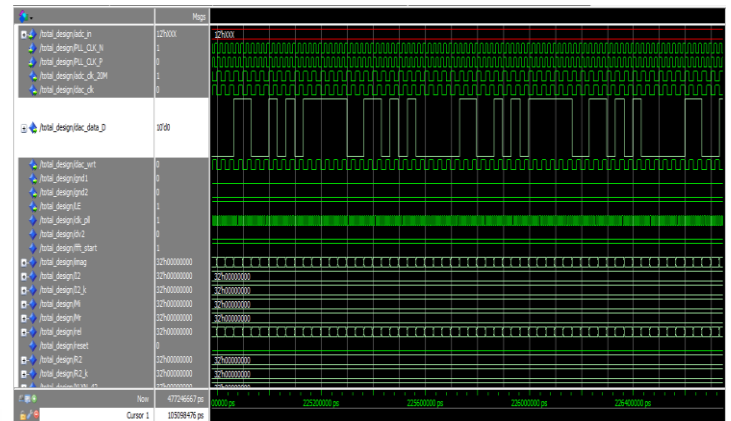 Msgs
/total_design/adc_in 12'hXXX 12'hXXX
/total_design/PLL_CLK_N 1
/total_design/PLL_CLK_P 0
/total_design/adc_clk_20M 1
/total_design/dac_clk 0
/total_design/dac_data_D 10'd0
/total_design/dac_wrt 0
/total_design/gnd1 0
/total_design/gnd2 0
/total_design/LE 1
/total_design/clk_pll 1
/total_design/dv2 0
/total_design/fft_start 1
/total_design/imag 32'h00000000
/total_design/I2 32'h00000000 32'h00000000
/total_design/I2_k 32'h00000000 32'h00000000
/total_design/Mi 32'h00000000 32'h00000000
/total_design/Mr 32'h00000000 32'h00000000
/total_design/rel 32'h00000000
/total_design/reset 0
/total_design/R2 32'h00000000 32'h00000000
/total_design/R2_k 32'h00000000 32'h00000000
Now 477246667 ps 00000 ps 225200000 ps 225600000 ps 226000000 ps 226400000 ps
Cursor 1 105098476 ps